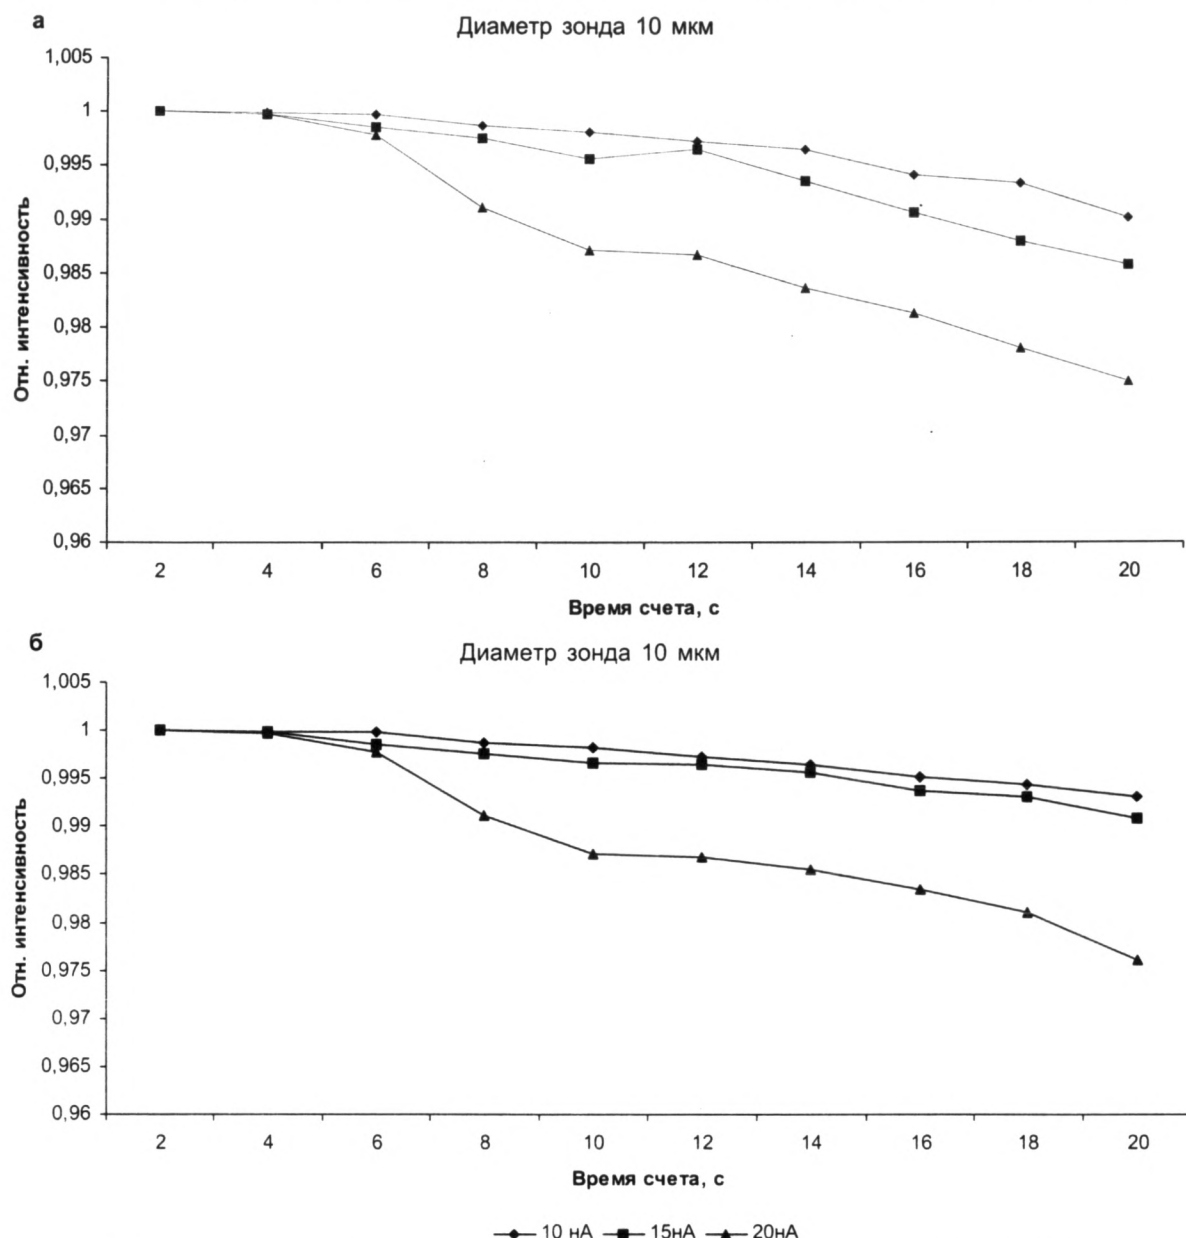 а
Диаметр зонда 10 мкм
1,005
1
0,995
0,99
0,985
0,98
0,975
0,97
0,965
0,96
Отн. интенсивность
2 4 6 8 10 12 14 16 18 20
Время счета, с
б
Диаметр зонда 10 мкм
1,005
1
0,995
0,99
0,985
0,98
0,975
0,97
0,965
0,96
Отн. интенсивность
2 4 6 8 10 12 14 16 18 20
Время счета, с
10 нА 15нА 20нА